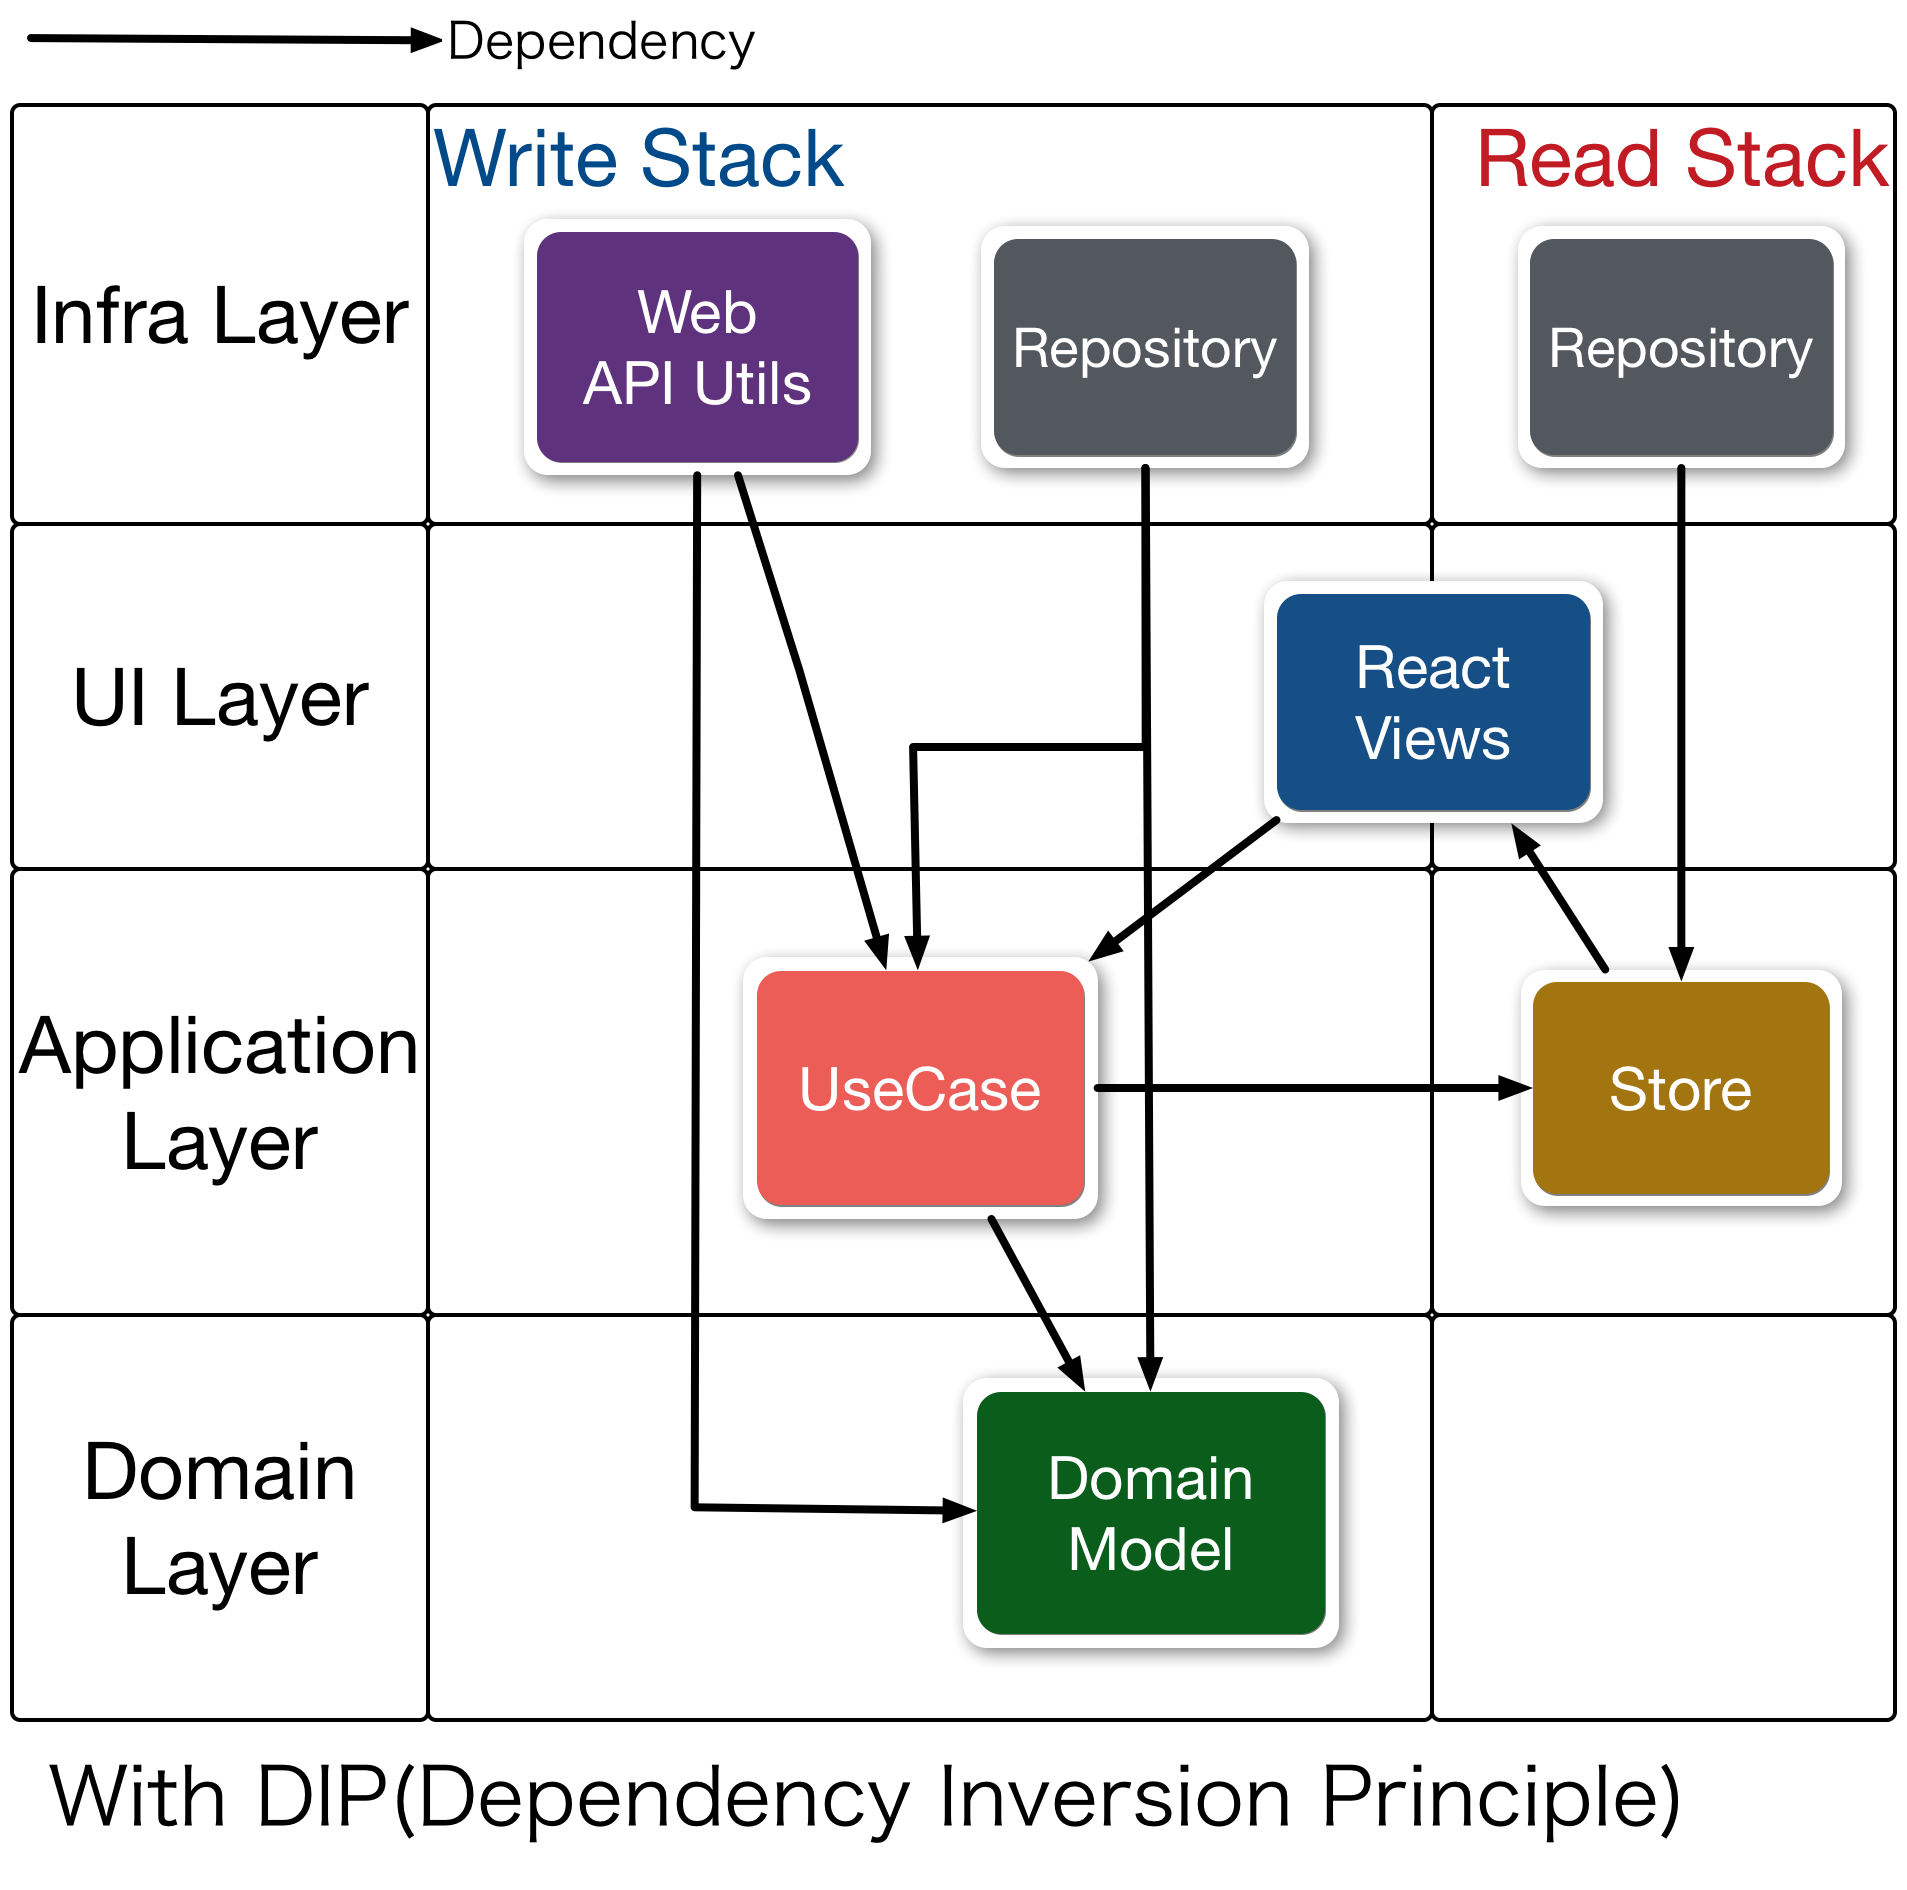 Dependency
Write Stack
Read Stack
Infra Layer
Web
API Utils
Repository
Repository
UI Layer
React
Views
Application
Layer
UseCase
Store
Domain
Layer
Domain
Model
With DIP(Dependency Inversion Principle)